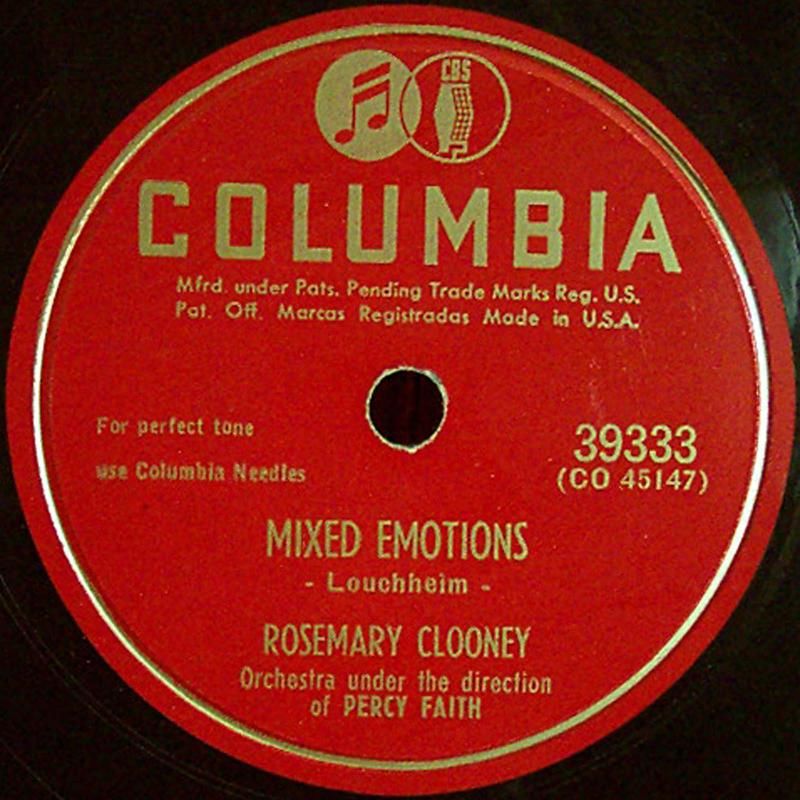 CBS
COLUMBIA
Mfrd. under Pats. Pending Trade Marks Reg. U.S.
Pat. Off. Marcas Registradas Made in U.S.A.
For perfect tone
use Columbia Needles
39333
(CO 45147)
MIXED EMOTIONS
- Louchheim -
ROSEMARY CLOONEY
Orchestra under the direction
of PERCY FAITH